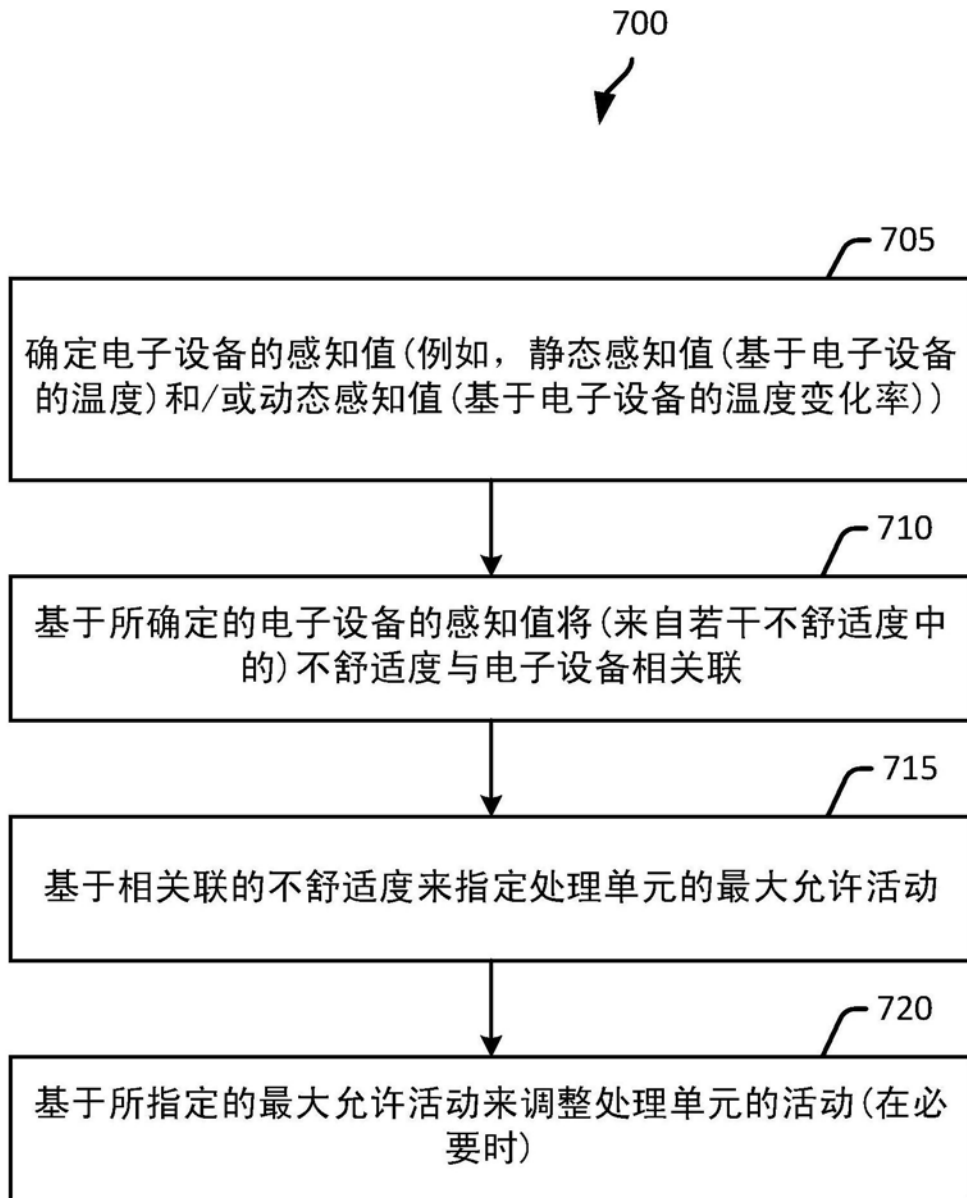 700
705
确定电子设备的感知值(例如，静态感知值(基于电子设备
的温度)和/或动态感知值(基于电子设备的温度变化率))
710
基于所确定的电子设备的感知值将(来自若干不舒适度中
的)不舒适度与电子设备相关联
715
基于相关联的不舒适度来指定处理单元的最大允许活动
720
基于所指定的最大允许活动来调整处理单元的活动(在必
要时)